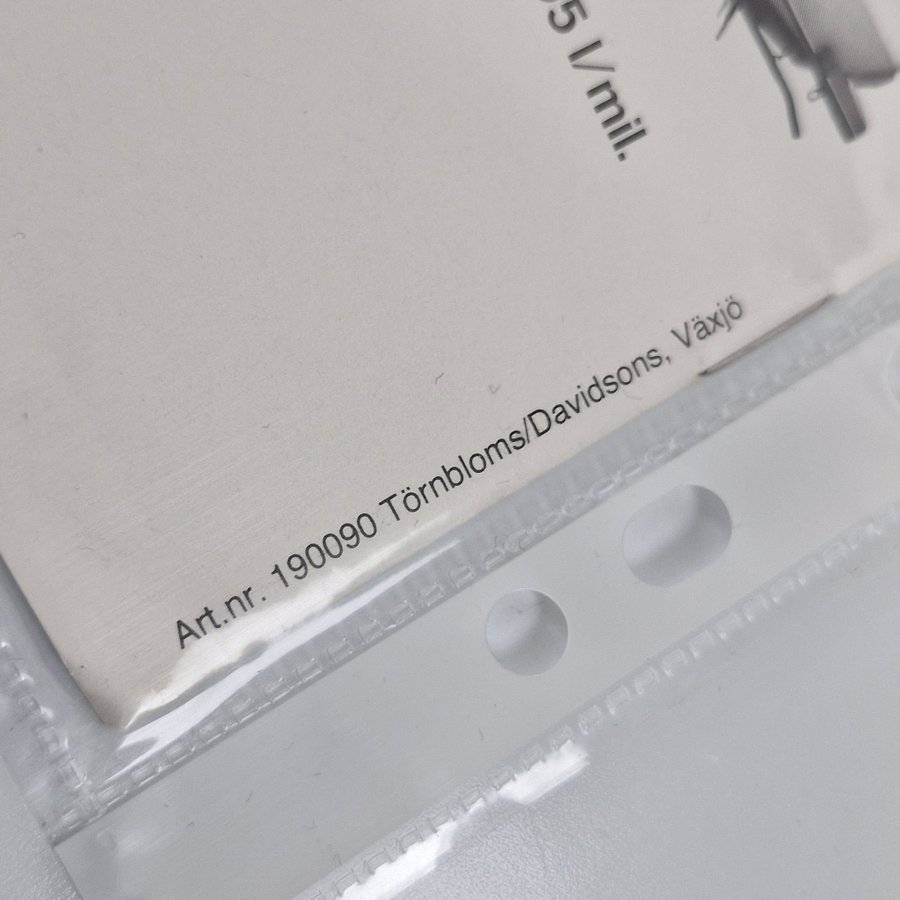 5 l/mil.
Art.nr. 190090 Törnbloms/Davidsons, Växjö